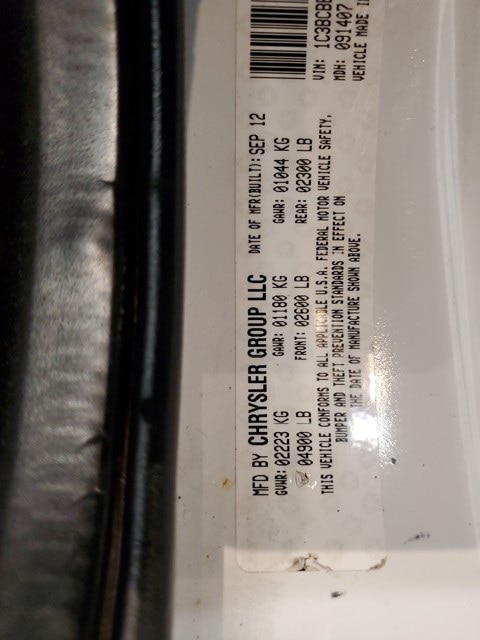 MFD BY CHRYSLER GROUP LLC DATE OF MFR(BUILT): SEP 12
GVWR: 02223 KG GAWR: 01180 KG GAWR: 01044 KG
04900 LB FRONT: 02600 LB REAR: 02300 LB
THIS VEHICLE CONFORMS TO ALL APPLICABLE U.S.A. FEDERAL MOTOR VEHICLE SAFETY,
BUMPER AND THEFT PREVENTION STANDARDS IN EFFECT ON
THE DATE OF MANUFACTURE SHOWN ABOVE.
VIN: 1C3BCB
MDH: 091407
VEHICLE MADE IN